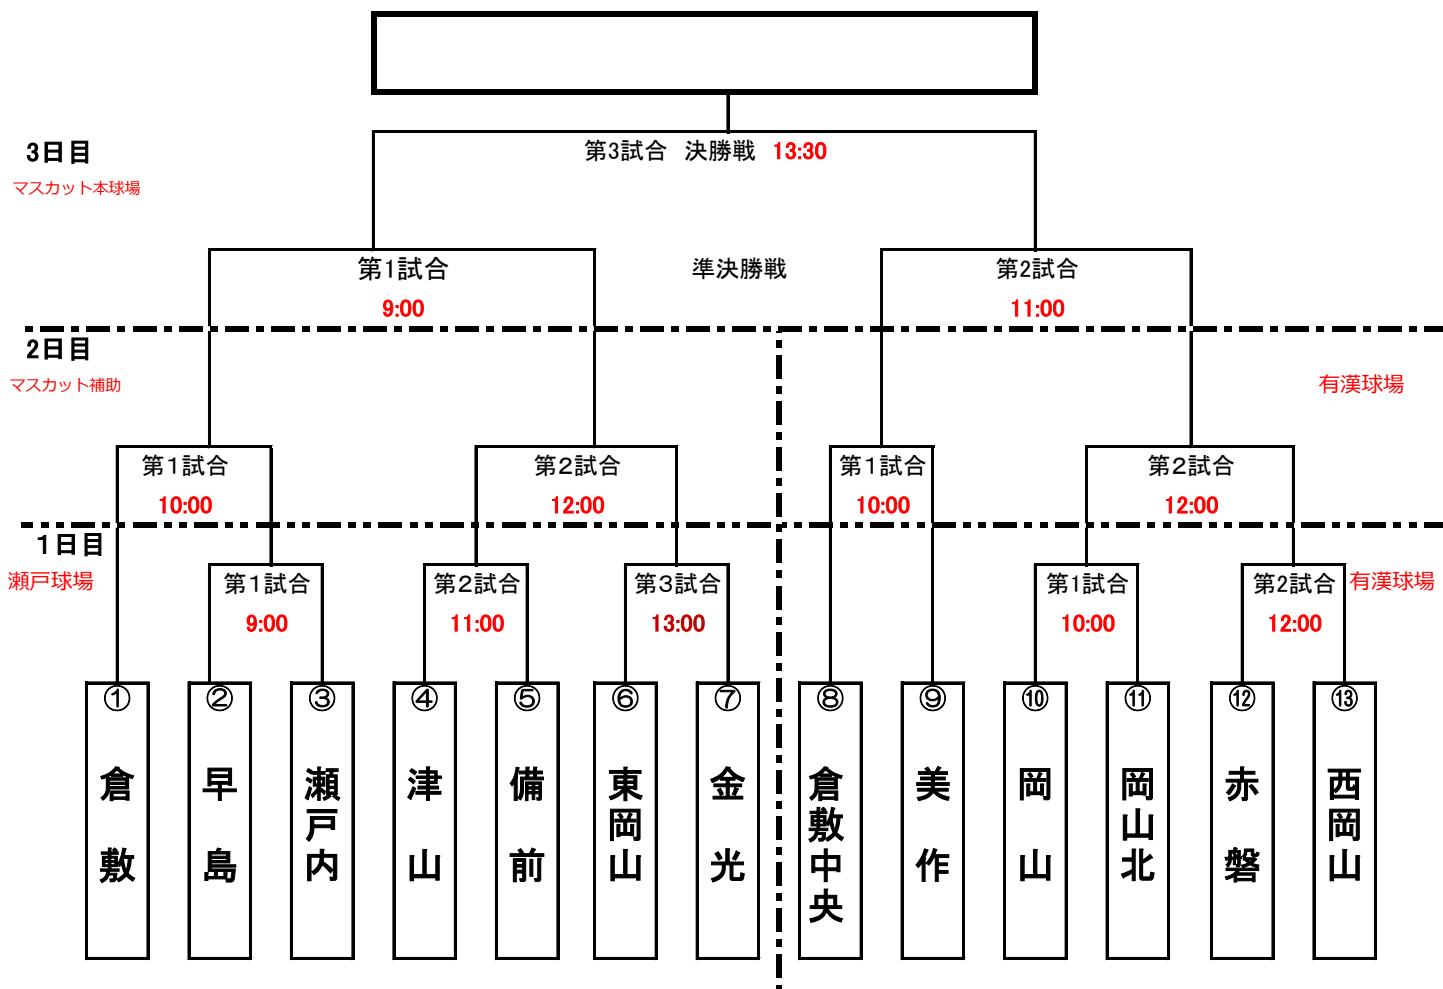 3日目
第3試合 決勝戦 13:30
マスカット本球場
第1試合 準決勝戦 第2試合
9:00 11:00
2日目
マスカット補助 有漢球場
第1試合 第2試合 第1試合 第2試合
10:00 12:00 10:00 12:00
1日目
瀬戸球場 第1試合 第2試合 第3試合 第1試合 第2試合 有漢球場
9:00 11:00 13:00 10:00 12:00
① ② ③ ④ ⑤ ⑥ ⑦ ⑧ ⑨ ⑩ ⑪ ⑫ ⑬
倉敷
早島
瀬戸内
津山
備前
東岡山
金光
倉敷中央
美作
岡山
岡山北
赤磐
西岡山